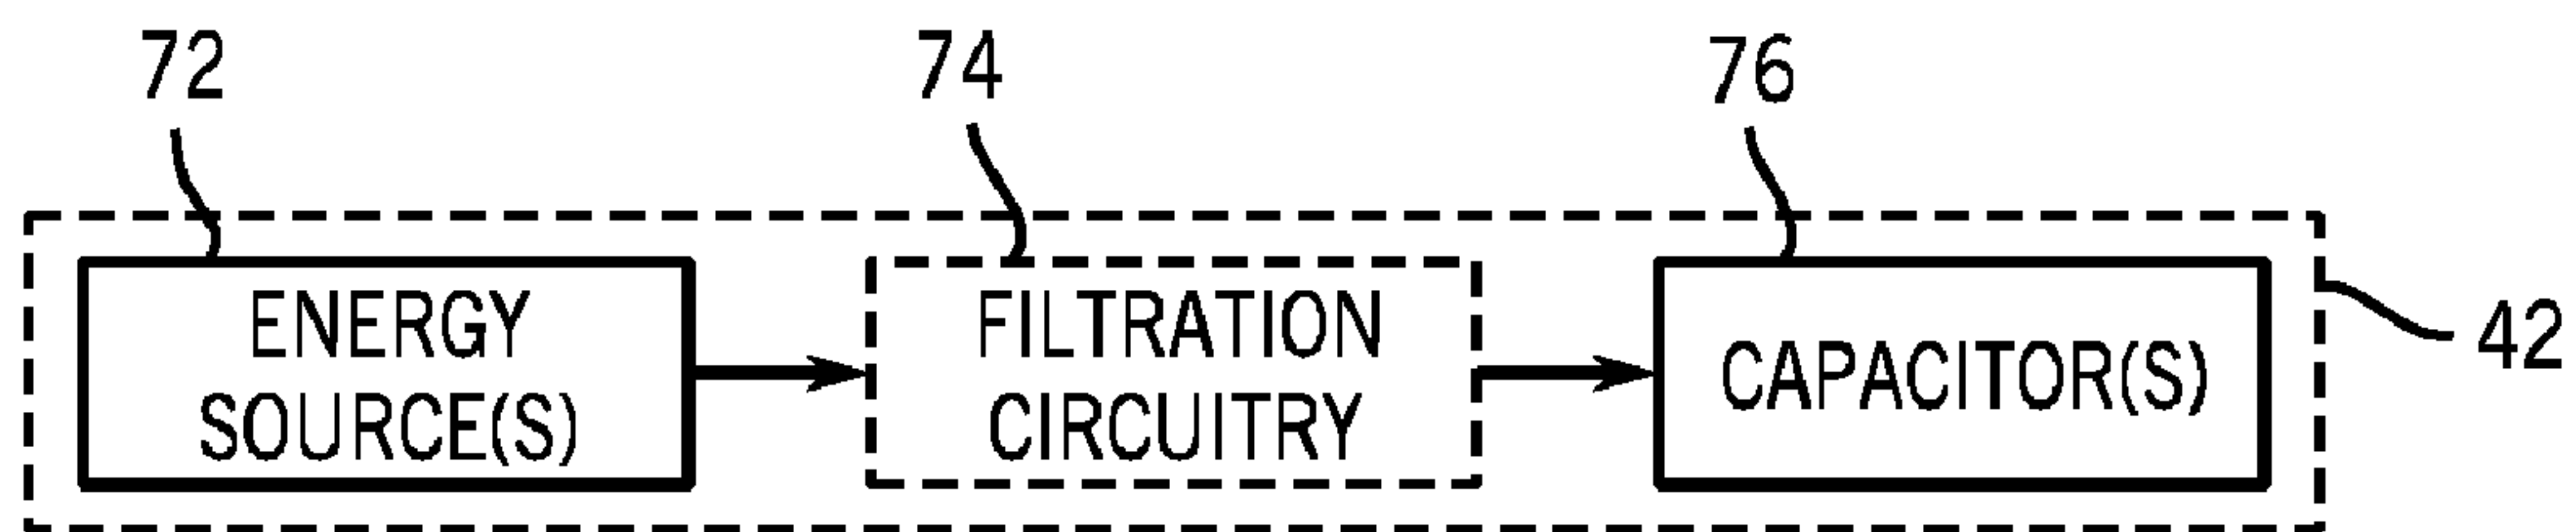 72
74
76
ENERGY
SOURCE(S)
FILTRATION
CIRCUITRY
CAPACITOR(S)
42